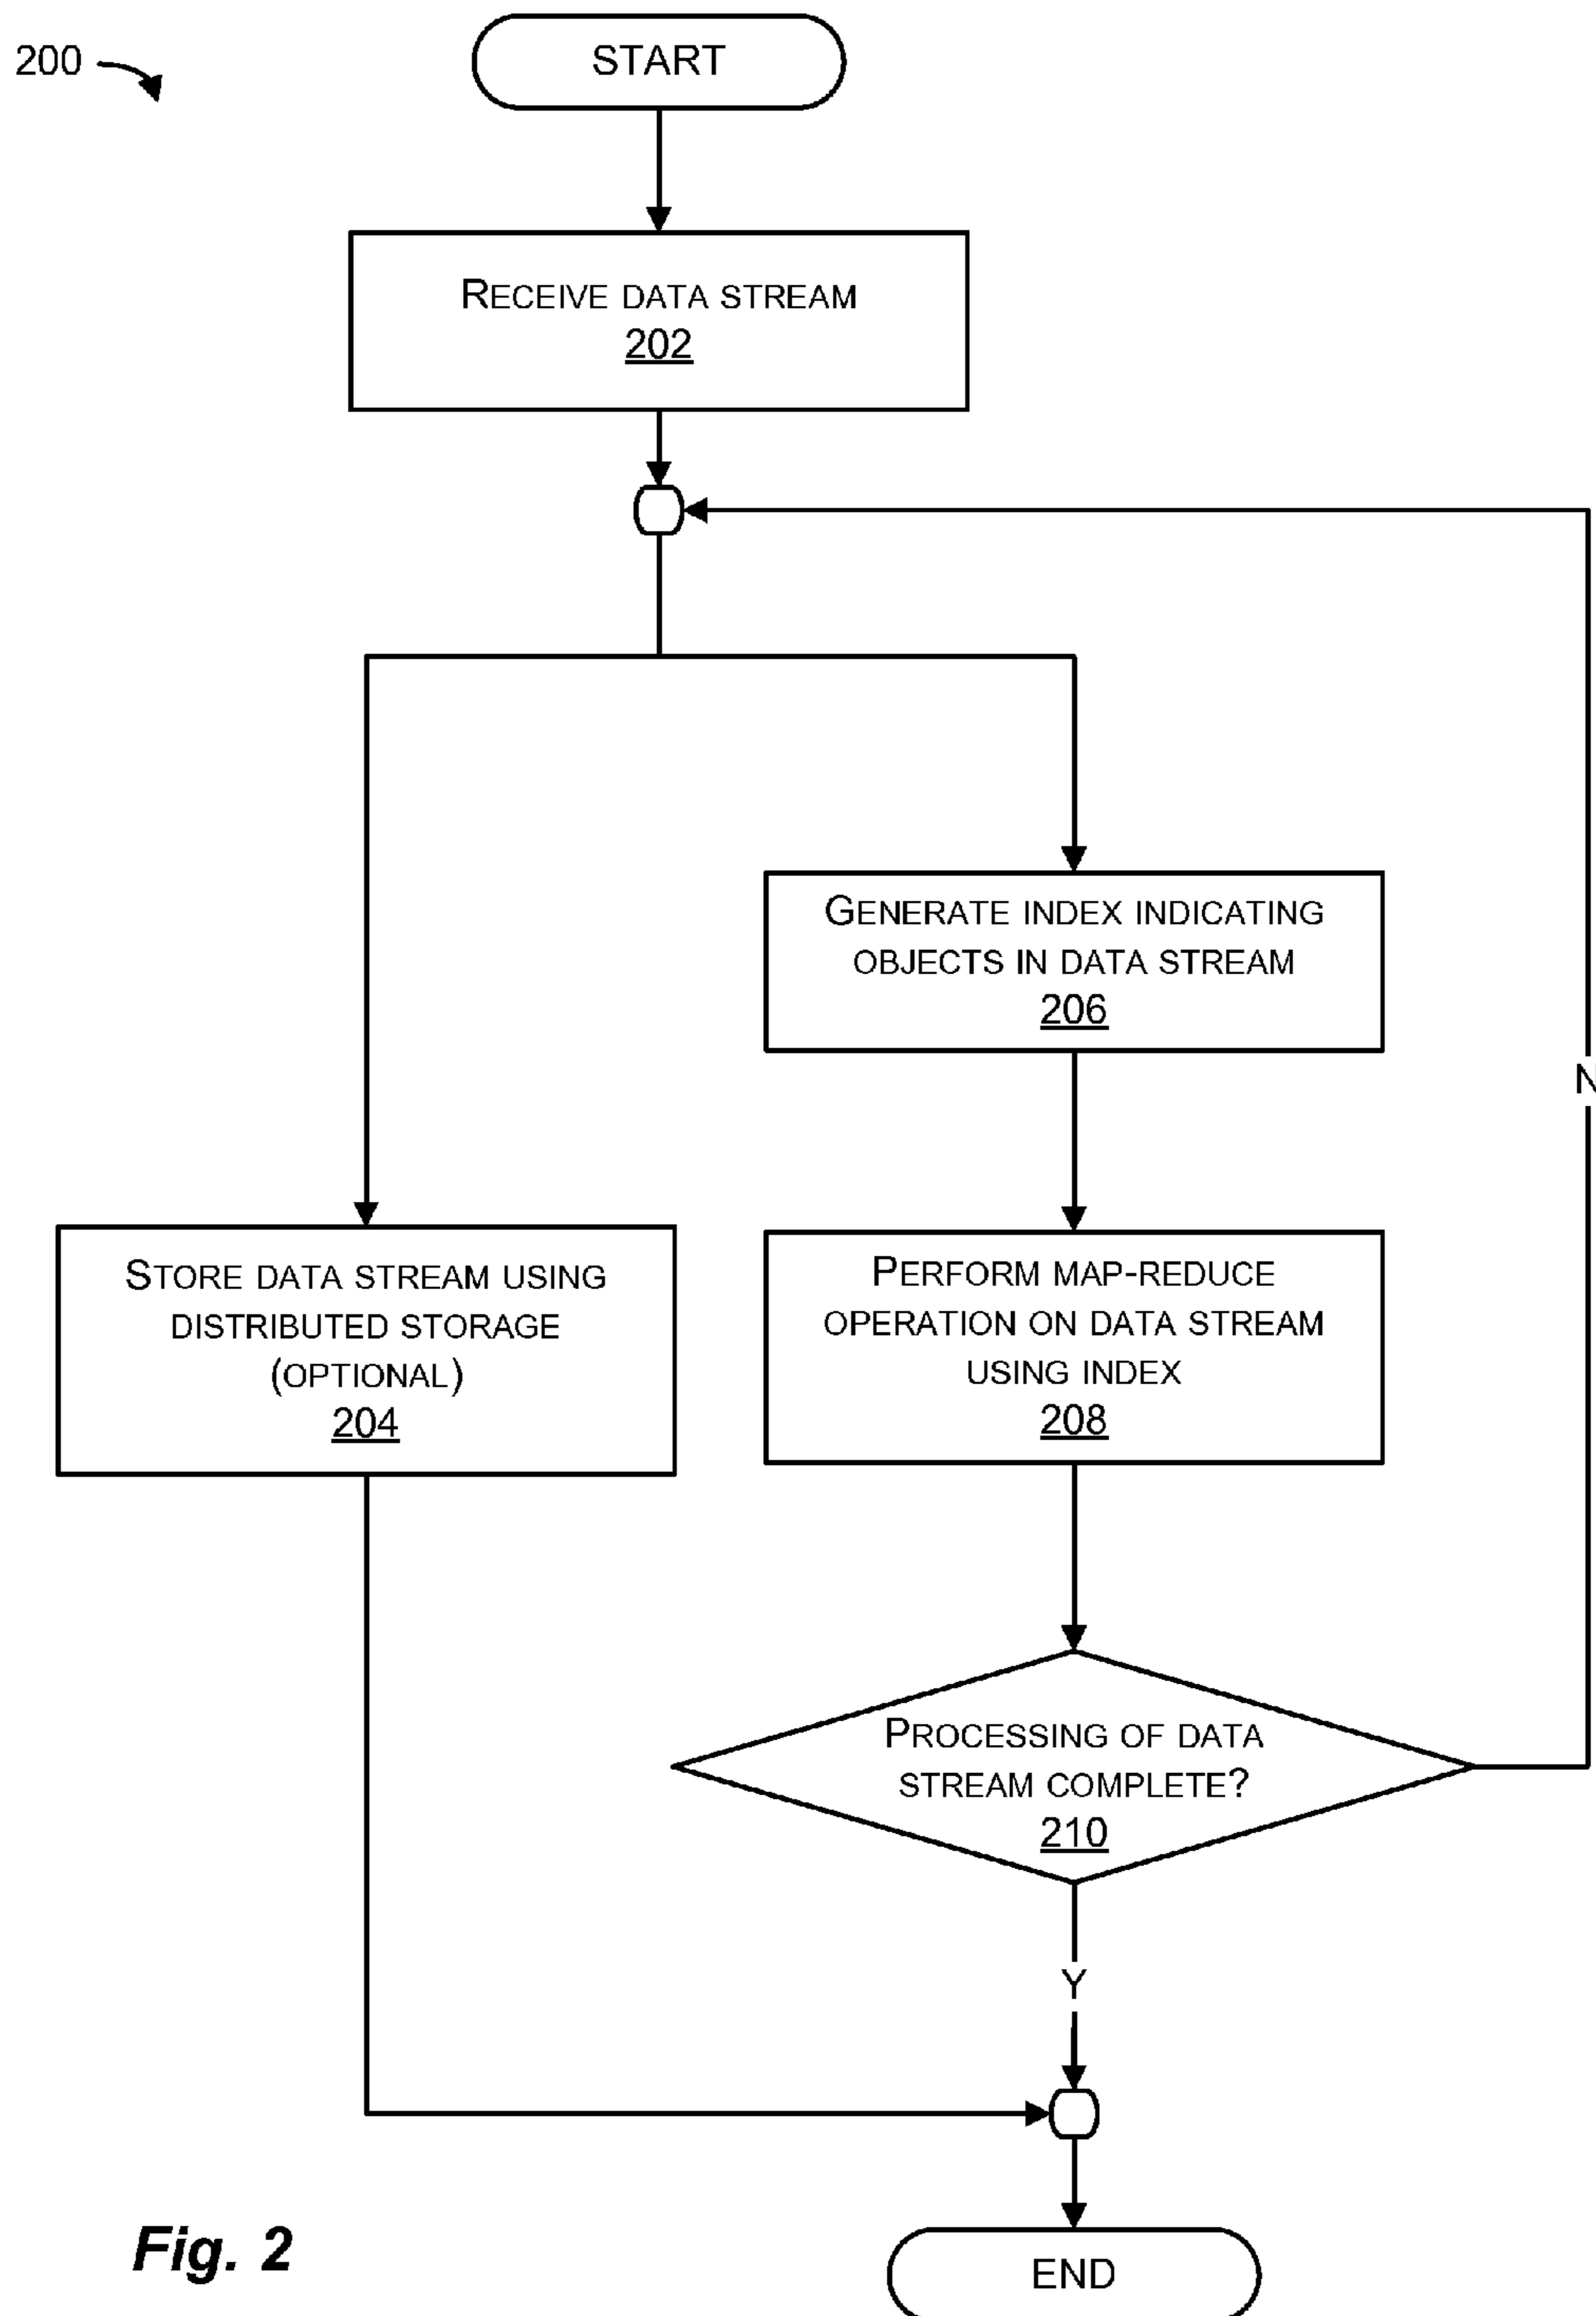 200
START
RECEIVE DATA STREAM
202
GENERATE INDEX INDICATING
OBJECTS IN DATA STREAM
206
N
STORE DATA STREAM USING
DISTRIBUTED STORAGE
(OPTIONAL)
204
PERFORM MAP-REDUCE
OPERATION ON DATA STREAM
USING INDEX
208
PROCESSING OF DATA
STREAM COMPLETE?
210
Y
Fig. 2
END